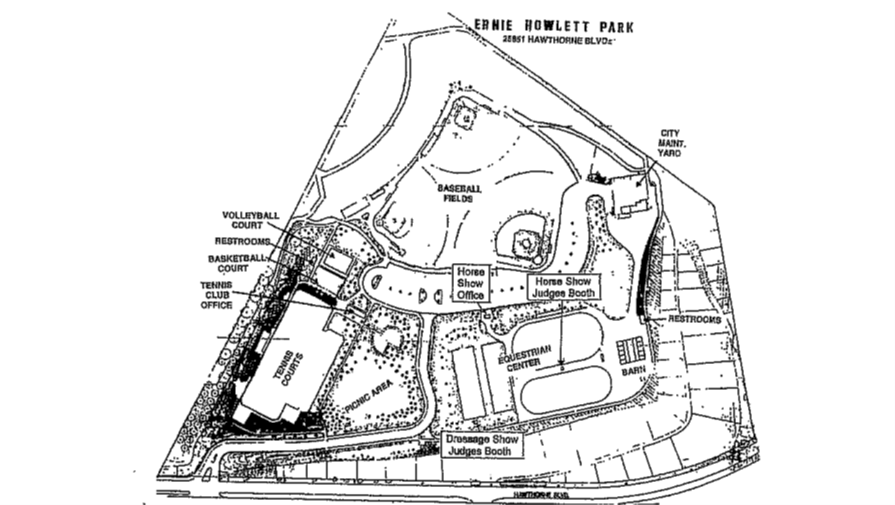 ERNIE HOWLETT PARK
25851 HAWTHORNE BLVD.
CITY
MAINT.
YARD
BASEBALL
FIELDS
VOLLEYBALL
COURT
RESTROOMS
BASKETBALL
COURT
TENNIS
CLUB
OFFICE
Horse
Show
Office
Horse Show
Judges Booth
RESTROOMS
EQUESTRIAN
CENTER
BARN
TENNIS
COURTS
PICNIC AREA
Dressage Show
Judges Booth
HAWTHORNE BLVD.